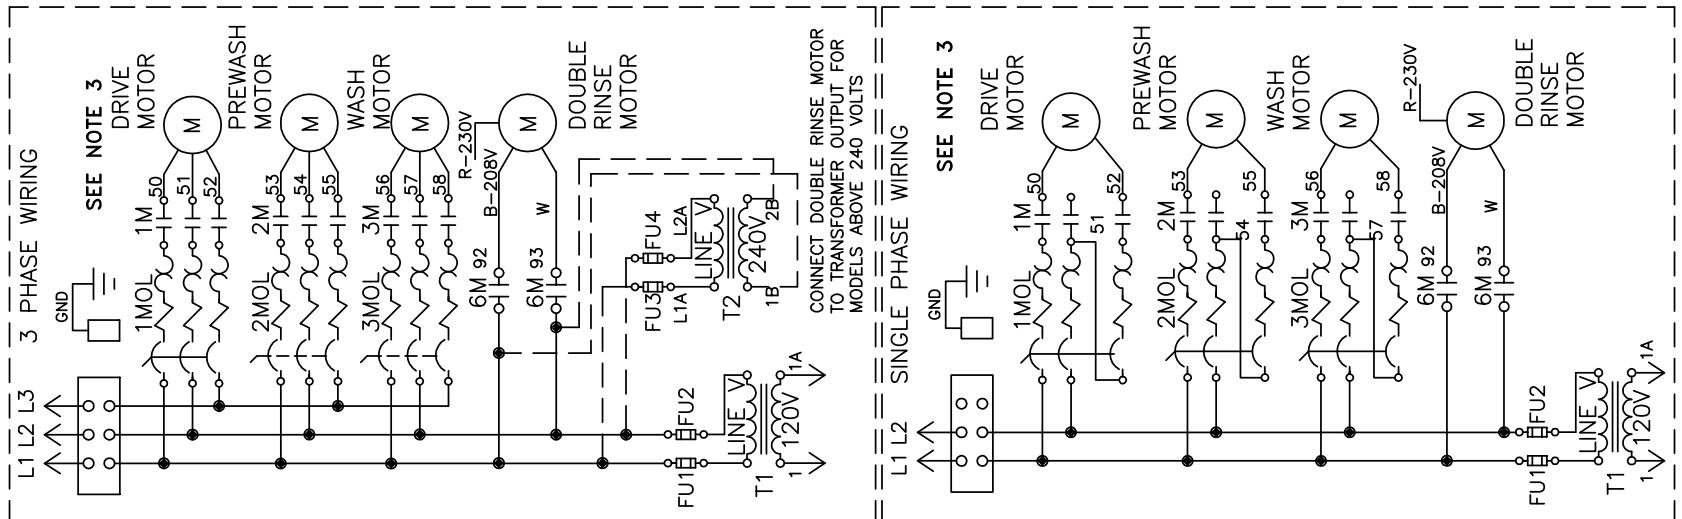 3 PHASE WIRING
SEE NOTE 3
GND
DRIVE
MOTOR
PREWASH
MOTOR
WASH
MOTOR
DOUBLE
RINSE
MOTOR
M
M
M
M
R-230V
B-208V
W
50
51
52
53
54
55
56
57
58
1M
2M
3M
6M 92
6M 93
1MOL
2MOL
3MOL
FU4
L2A
FU3
L1A
LINE V
240V
2B
1B
T2
CONNECT DOUBLE RINSE MOTOR
TO TRANSFORMER OUTPUT FOR
MODELS ABOVE 240 VOLTS
L1 L2 L3
FU2
FU1
LINE V
120V
1A
1
T1
SINGLE PHASE WIRING
SEE NOTE 3
GND
DRIVE
MOTOR
PREWASH
MOTOR
WASH
MOTOR
DOUBLE
RINSE
MOTOR
M
M
M
M
R-230V
B-208V
W
50
51
52
53
54
55
56
57
58
1M
2M
3M
6M 92
6M 93
1MOL
2MOL
3MOL
L1 L2
FU2
FU1
LINE V
120V
1A
1
T1